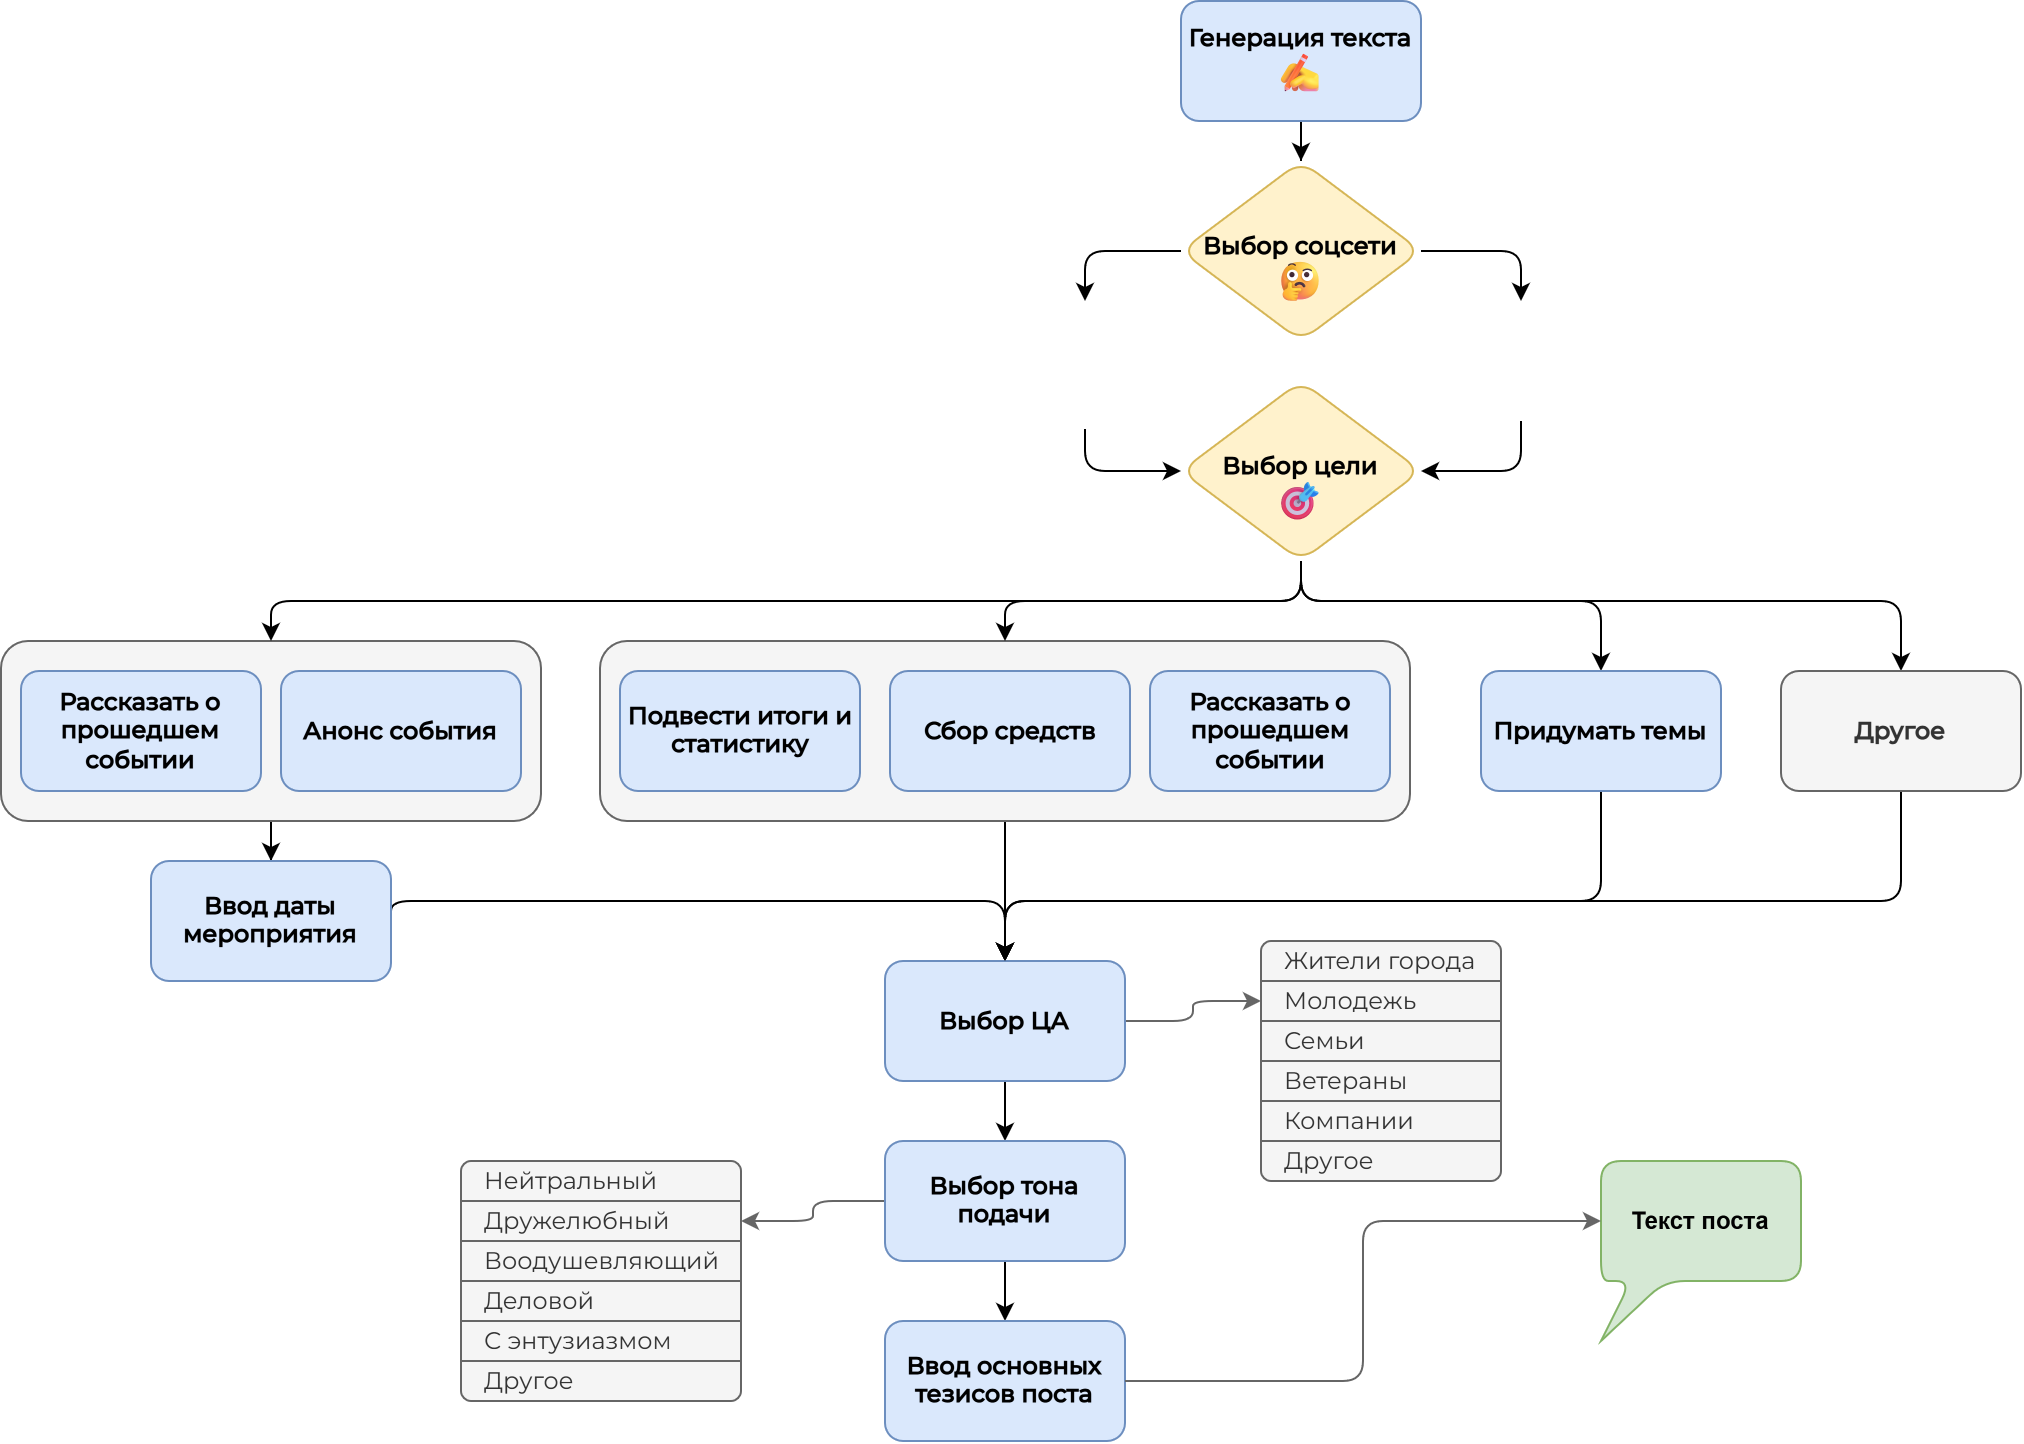 Генерация текста
Выбор соцсети
Выбор цели
Рассказать о
прошедшем
событии
Анонс события
Подвести итоги и
статистику
Сбор средств
Рассказать о
прошедшем
событии
Придумать темы
Другое
Ввод даты
мероприятия
Выбор ЦА
Жители города
Молодежь
Семьи
Ветераны
Компании
Другое
Выбор тона
подачи
Нейтральный
Дружелюбный
Воодушевляющий
Деловой
С энтузиазмом
Другое
Текст поста
Ввод основных
тезисов поста